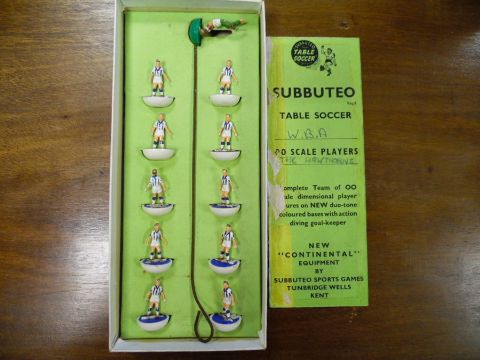 SUBBUTEO
TABLE
SOCCER
SUBBUTEO
Regd
TABLE SOCCER
W.B.A
OO SCALE PLAYERS
THE HAWTHORNS
Complete Team of OO
scale dimensional player
figures on NEW duo-tone
coloured bases with action
diving goal-keeper
NEW
"CONTINENTAL"
EQUIPMENT
BY
SUBBUTEO SPORTS GAMES
TUNBRIDGE WELLS
KENT